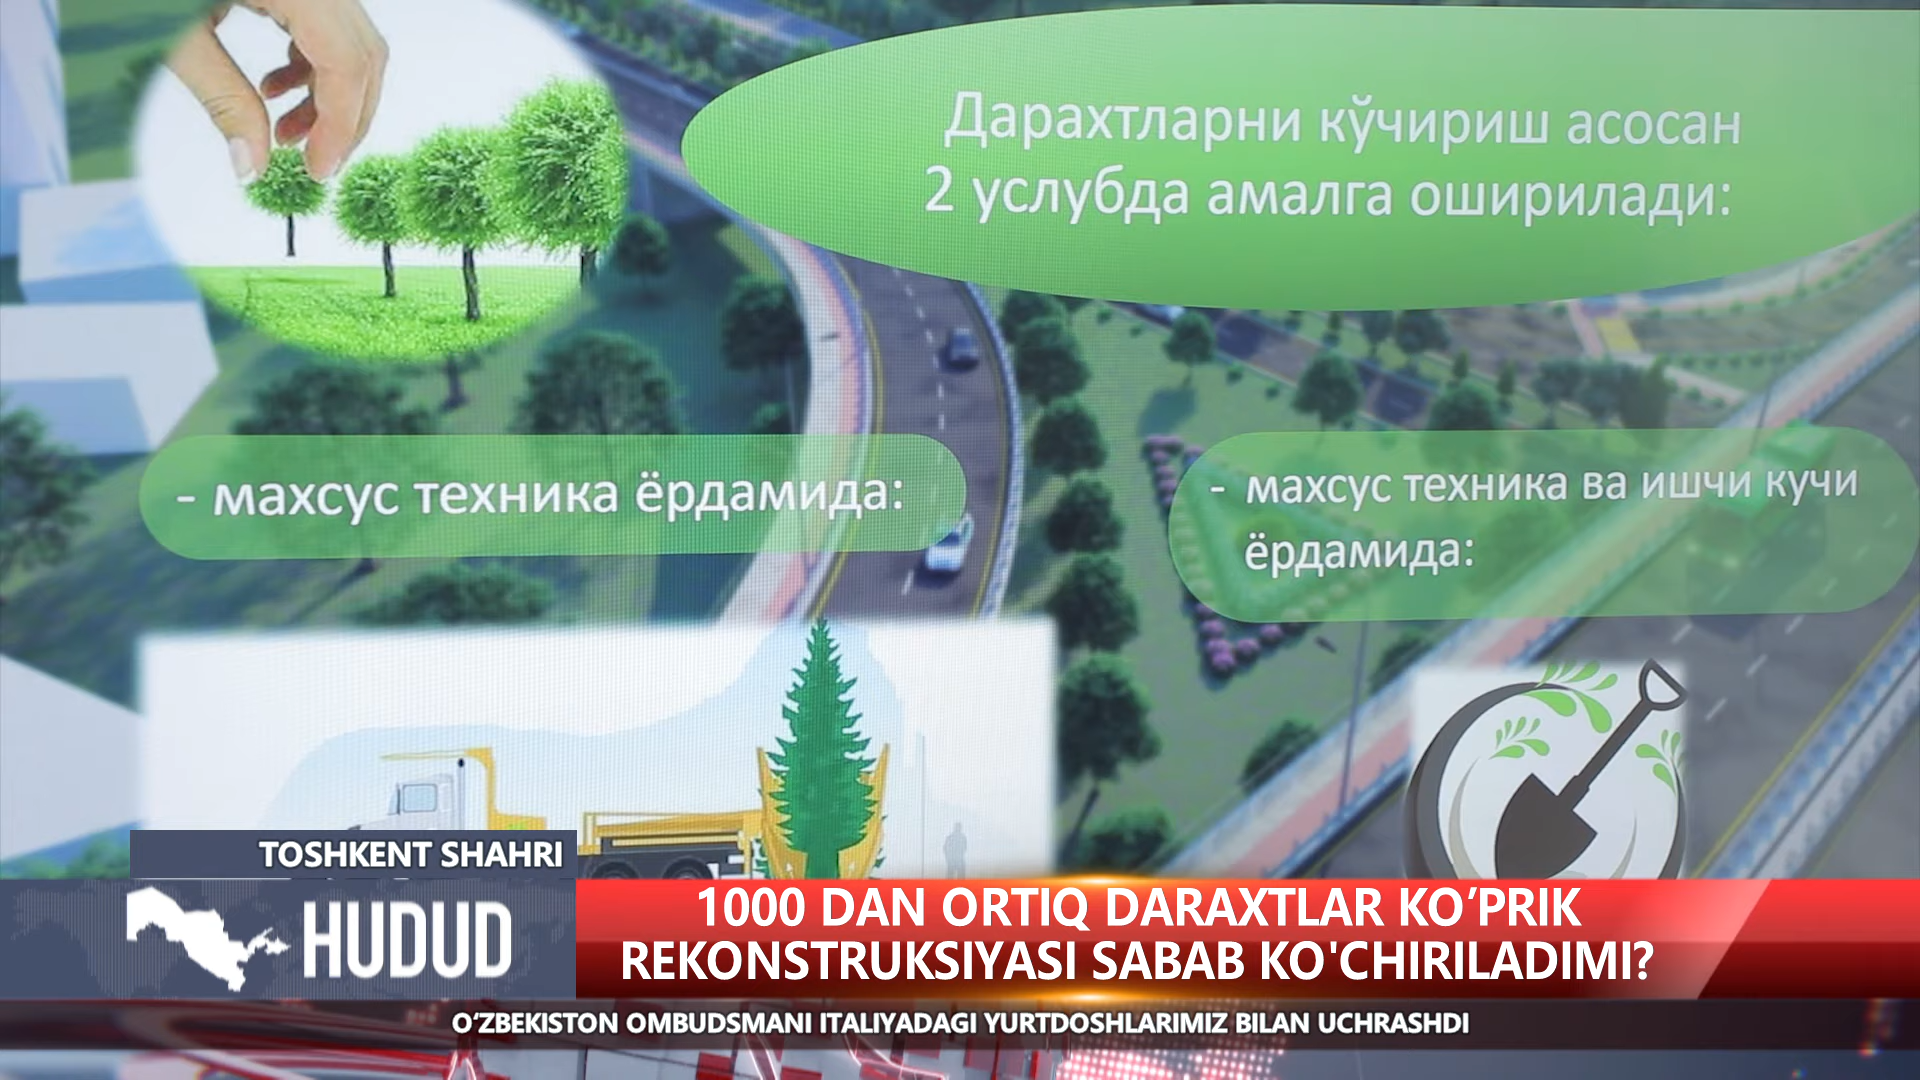 Дарахтларни кўчириш асосан
2 услубда амалга оширилади:
- махсус техника ёрдамида:
- махсус техника ва ишчи кучи
ёрдамида:
TOSHKENT SHAHRI
HUDUD
1000 DAN ORTIQ DARAXTLAR KO’PRIK
REKONSTRUKSIYASI SABAB KO'CHIRILADIMI?
O‘ZBEKISTON OMBUDSMANI ITALIYADAGI YURTDOSHLARIMIZ BILAN UCHRASHDI